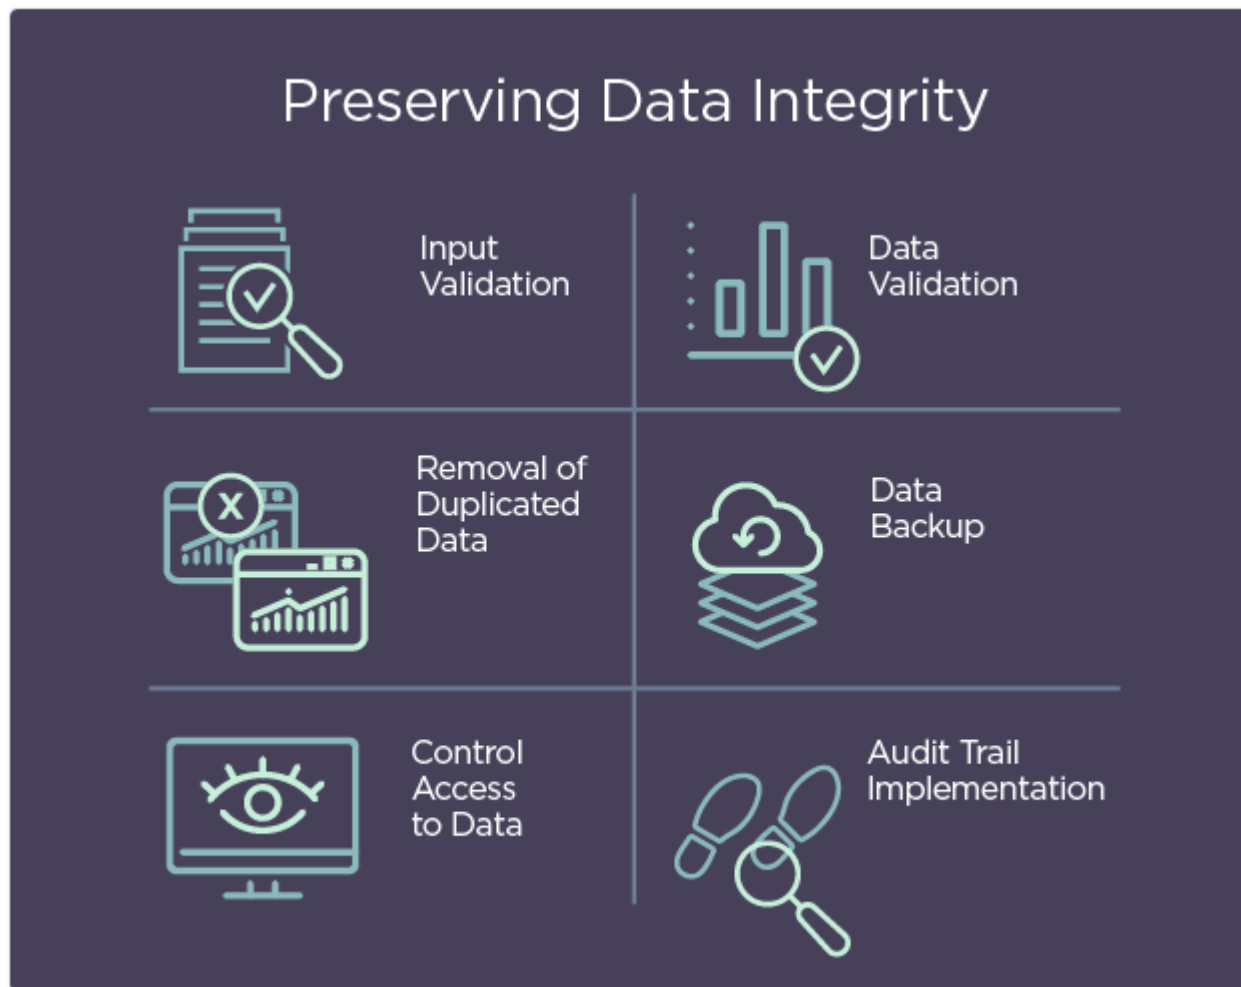 Preserving Data Integrity
Input
Validation
Data
Validation
Removal of
Duplicated
Data
Data
Backup
Control
Access
to Data
Audit Trail
Implementation